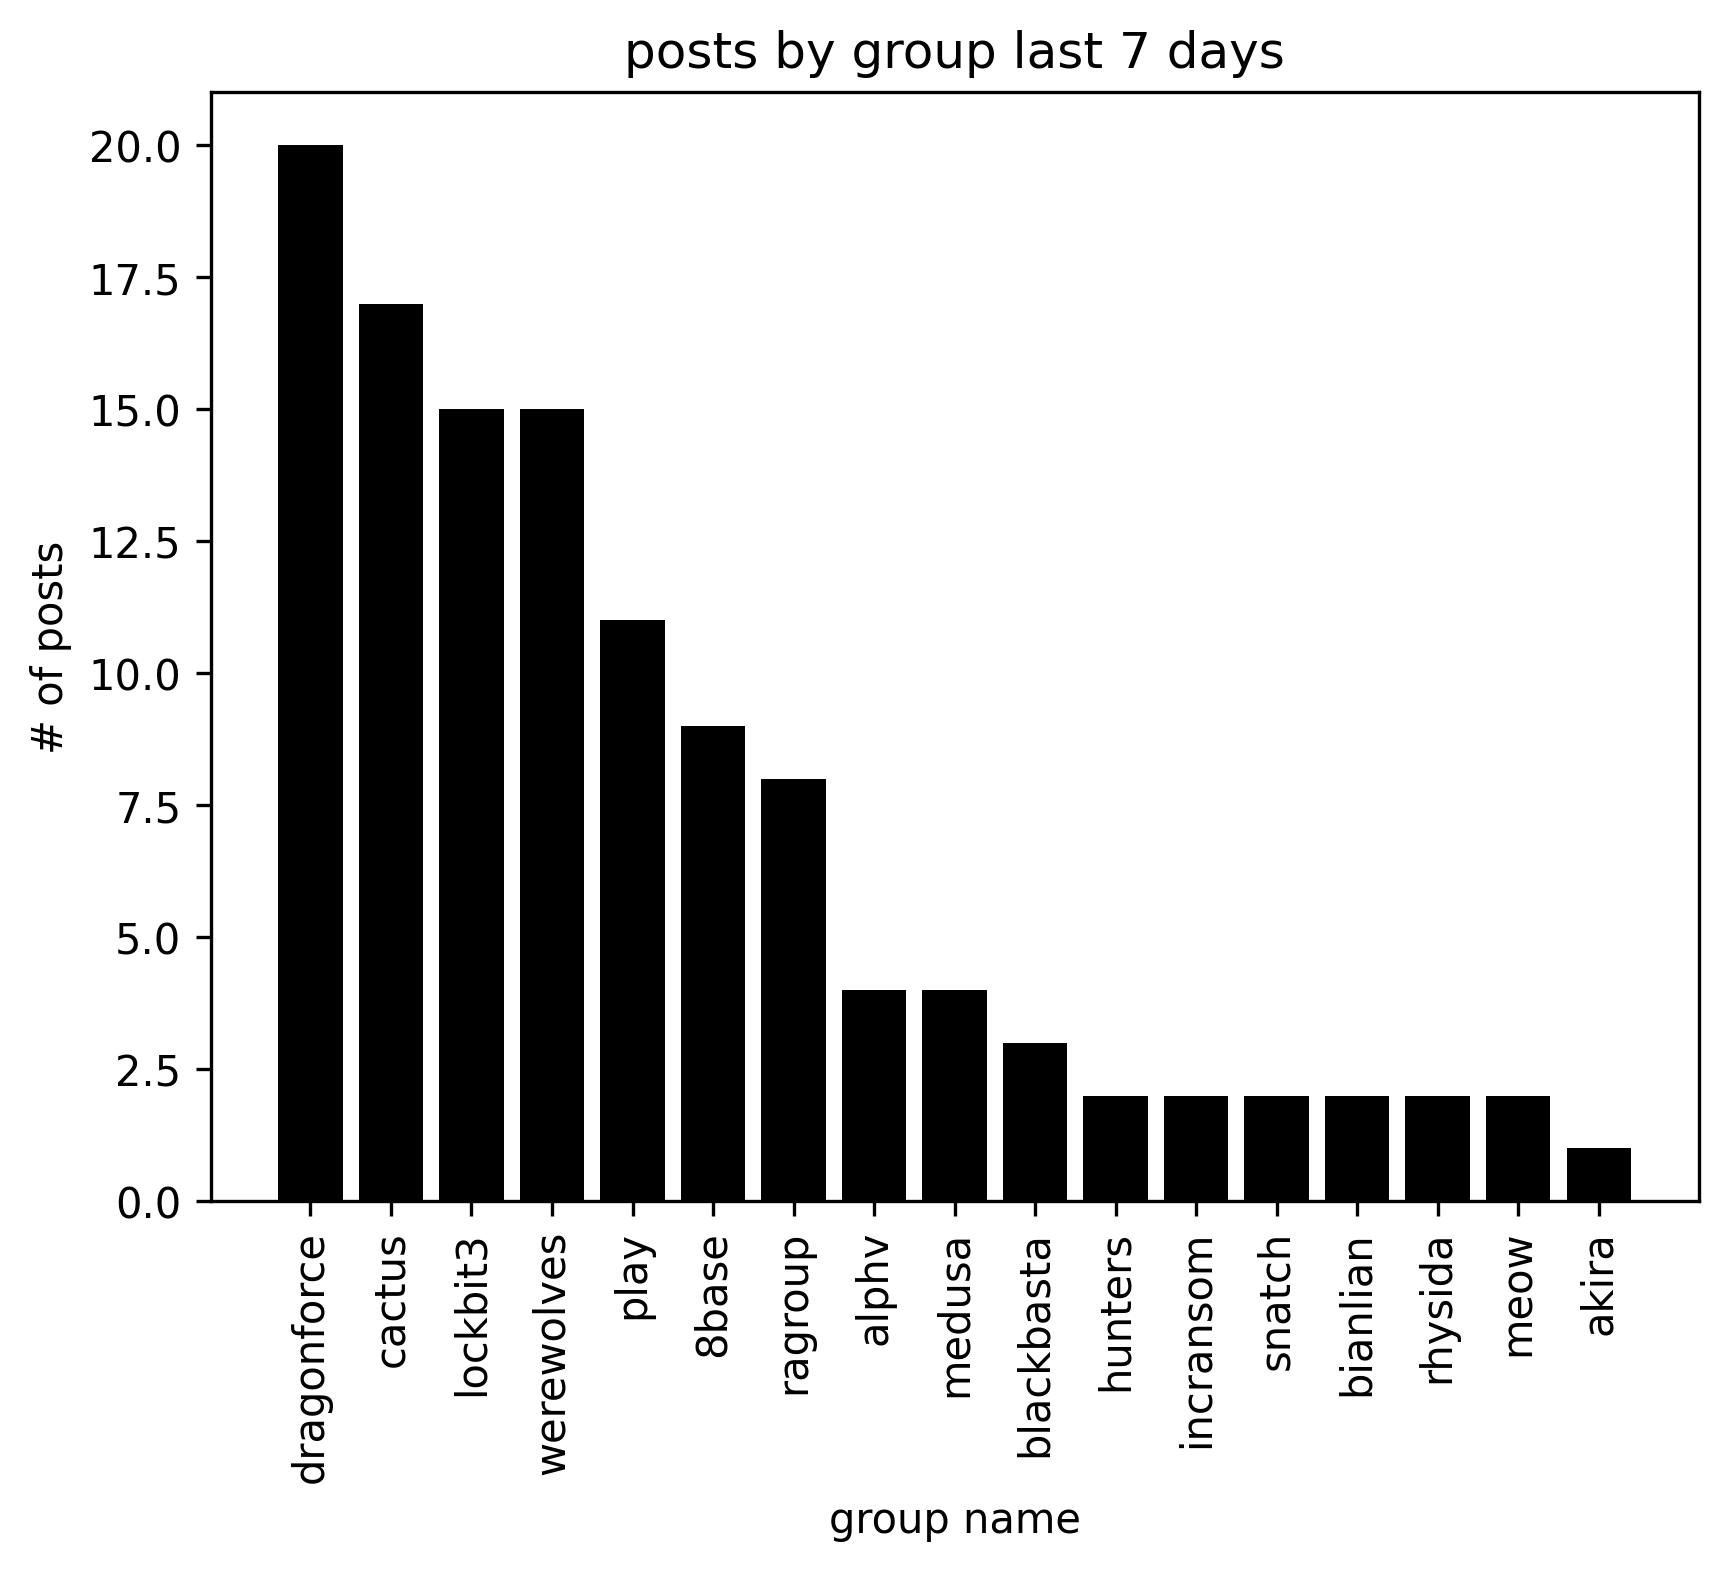 posts by group last 7 days
20.0
17.5
15.0
12.5
10.0
7.5
5.0
2.5
0.0
# of posts
dragonforce
cactus
lockbit3
werewolves
play
8base
ragroup
alphv
medusa
blackbasta
hunters
incransom
snatch
bianlian
rhysida
meow
akira
group name